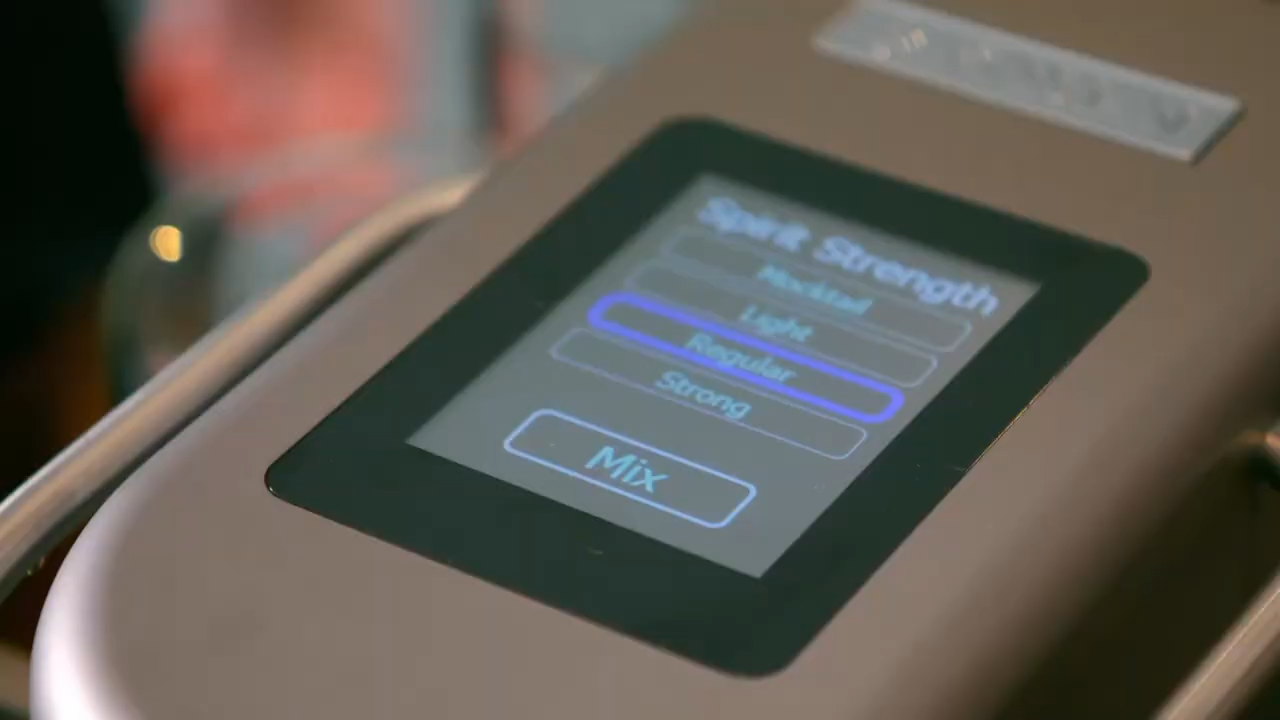 Spirit Strength
Mocktail
Light
Regular
Strong
Mix